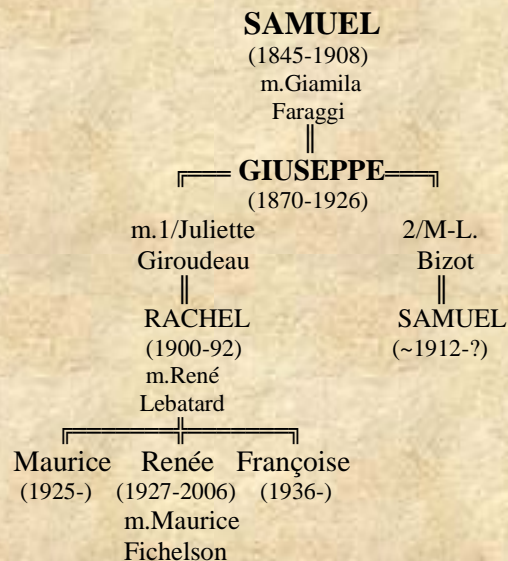 SAMUEL
(1845-1908)
m.Giamila
Faraggi
GIUSEPPE
(1870-1926)
m.1/Juliette
Giroudeau
RACHEL
(1900-92)
m.René
Lebatard
2/M-L.
Bizot
SAMUEL
(~1912-?)
Maurice
(1925-)
Renée
(1927-2006)
m.Maurice
Fichelson
Françoise
(1936-)